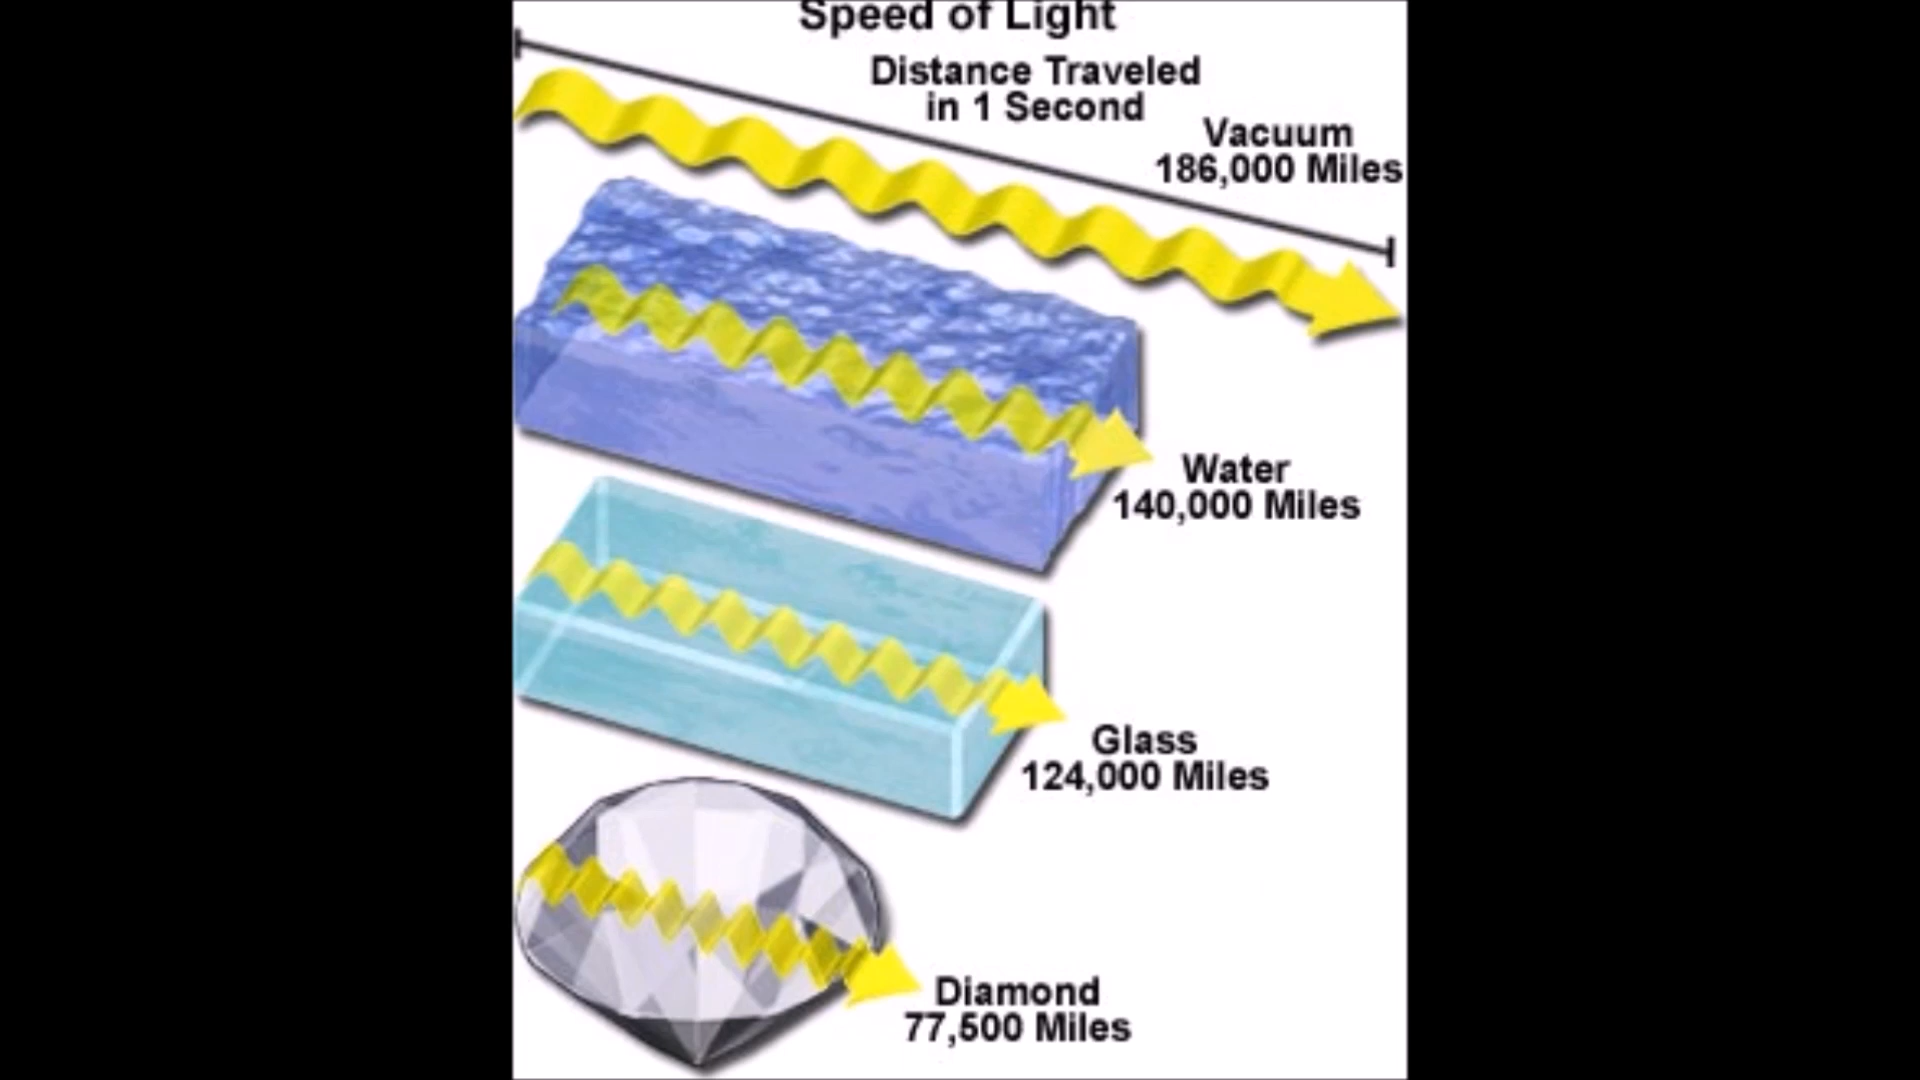 Speed of Light
Distance Traveled
in 1 Second
Vacuum
186,000 Miles
Water
140,000 Miles
Glass
124,000 Miles
Diamond
77,500 Miles